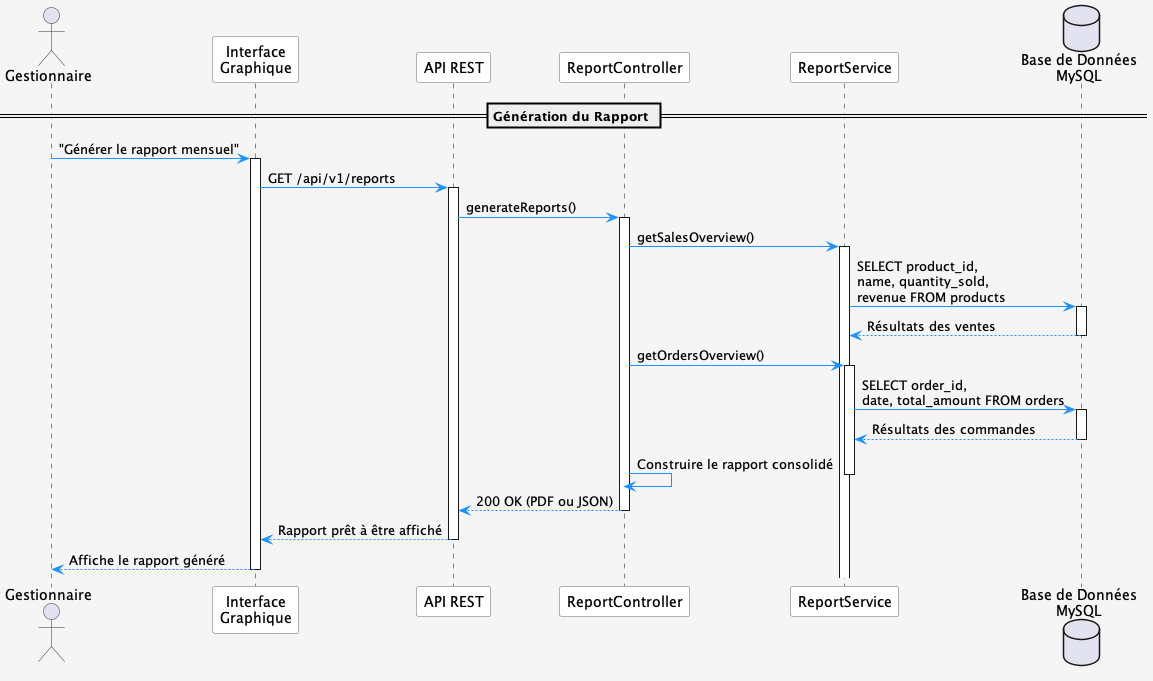 Gestionnaire
Interface
Graphique
API REST
ReportController
ReportService
Base de Données
MySQL
Génération du Rapport
"Générer le rapport mensuel"
GET /api/v1/reports
generateReports()
getSalesOverview()
SELECT product_id,
name, quantity_sold,
revenue FROM products
Résultats des ventes
getOrdersOverview()
SELECT order_id,
date, total_amount FROM orders
Résultats des commandes
Construire le rapport consolidé
200 OK (PDF ou JSON)
Rapport prêt à être affiché
Affiche le rapport généré
Gestionnaire
Interface
Graphique
API REST
ReportController
ReportService
Base de Données
MySQL